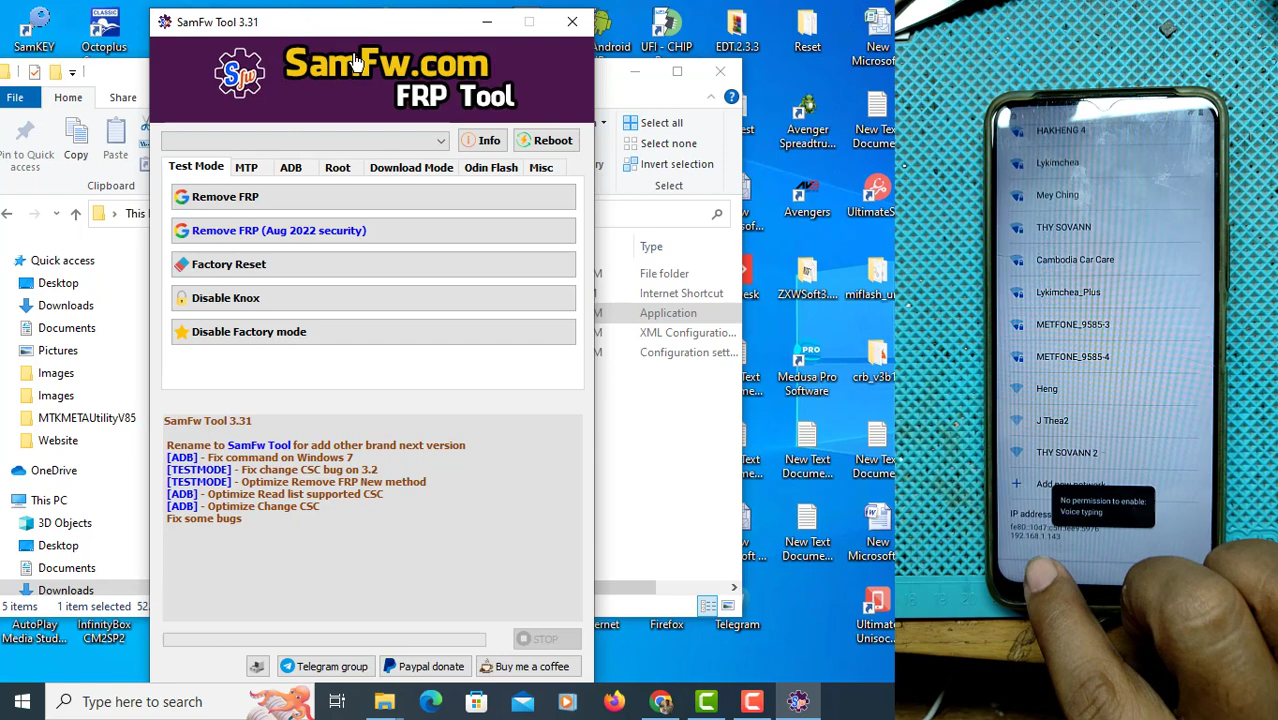 SamKEY
Octoplus
SamFw Tool 3.31
Android
UFI - CHIP
EDT.2.3.3
Reset
New
Microsoft
File
Home
Share
Pin to Quick
access
Copy
Paste
Clipboard
SamFw.com
FRP Tool
Info
Reboot
Test Mode
MTP
ADB
Root
Download Mode
Odin Flash
Misc
Remove FRP
Remove FRP (Aug 2022 security)
Factory Reset
Disable Knox
Disable Factory mode
SamFw Tool 3.31
Rename to SamFw Tool for add other brand next version
[ADB] - Fix command on Windows 7
[TESTMODE] - Fix change CSC bug on 3.2
[TESTMODE] - Optimize Remove FRP New method
[ADB] - Optimize Read list supported CSC
[ADB] - Optimize Change CSC
Fix some bugs
STOP
Telegram group
Paypal donate
Buy me a coffee
Select all
Select none
Invert selection
Select
Type
File folder
Internet Shortcut
Application
XML Configuratio...
Configuration sett...
This
Quick access
Desktop
Downloads
Documents
Pictures
Images
Images
MTKMETAUtilityV85
Website
OneDrive
This PC
3D Objects
Desktop
Documents
Downloads
5 items
1 item selected
AutoPlay
Media Stud...
InfinityBox
CM2SP2
Firefox
Telegram
Avenger
Spreadtru...
New Text
Docume...
Avengers
UltimateS...
ZXWSoft3....
miflash_u
PRO
Medusa Pro
Software
crb_v3b1
New Text
Docume...
New Text
Docume...
New Text
Docume...
New
Microsoft
Ultima
Unisoc
Type here to search
HAKHENG 4
Lykimchea
Mey Ching
THY SOVANN
Cambodia Car Care
Lykimchea_Plus
METFONE_9585-3
METFONE_9585-4
Heng
J Thea2
THY SOVANN 2
No permission to enable:
Voice typing
IP address
192.168.1.143